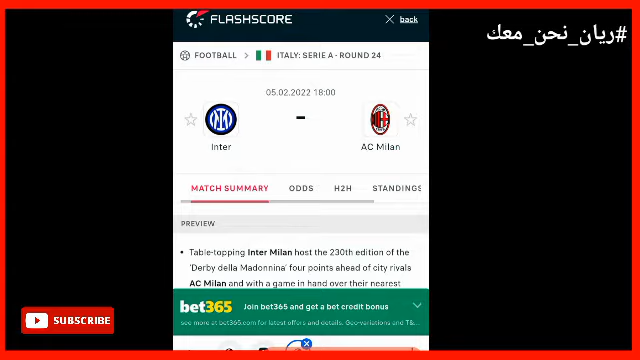 FLASHSCORE
back
#ريان_نحن_معك
FOOTBALL > ITALY: SERIE A - ROUND 24
05.02.2022 18:00
-
Inter
AC Milan
MATCH SUMMARY ODDS H2H STANDINGS
PREVIEW
• Table-topping Inter Milan host the 230th edition of the
'Derby della Madonnina' four points ahead of city rivals
AC Milan and with a game in hand over their nearest
bet365 Join bet365 and get a bet credit bonus
see more at bet365.com for latest offers and details. Geo-variations and T&...
SUBSCRIBE